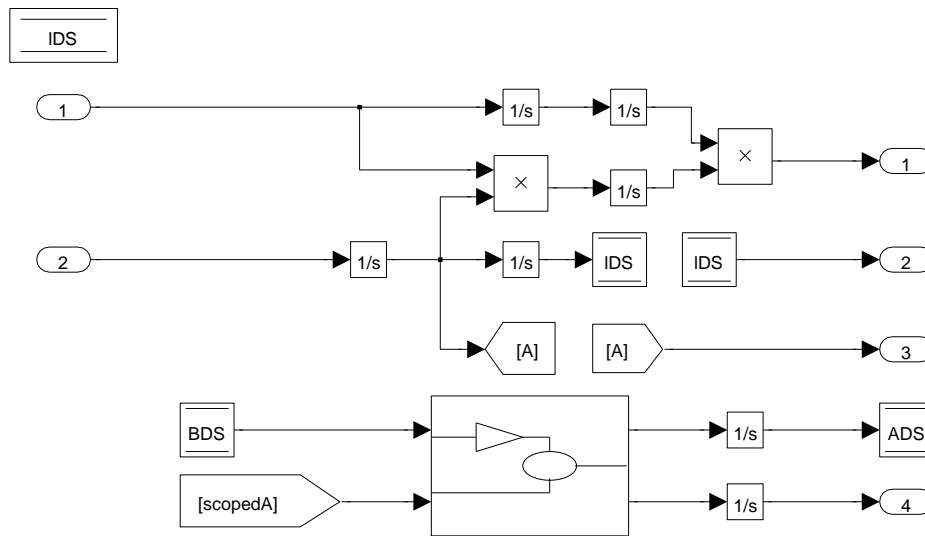 IDS
1
1/s
1/s
×
1
×
1/s
2
1/s
1/s
IDS
IDS
2
[A]
[A]
3
BDS
1/s
ADS
[scopedA]
1/s
4